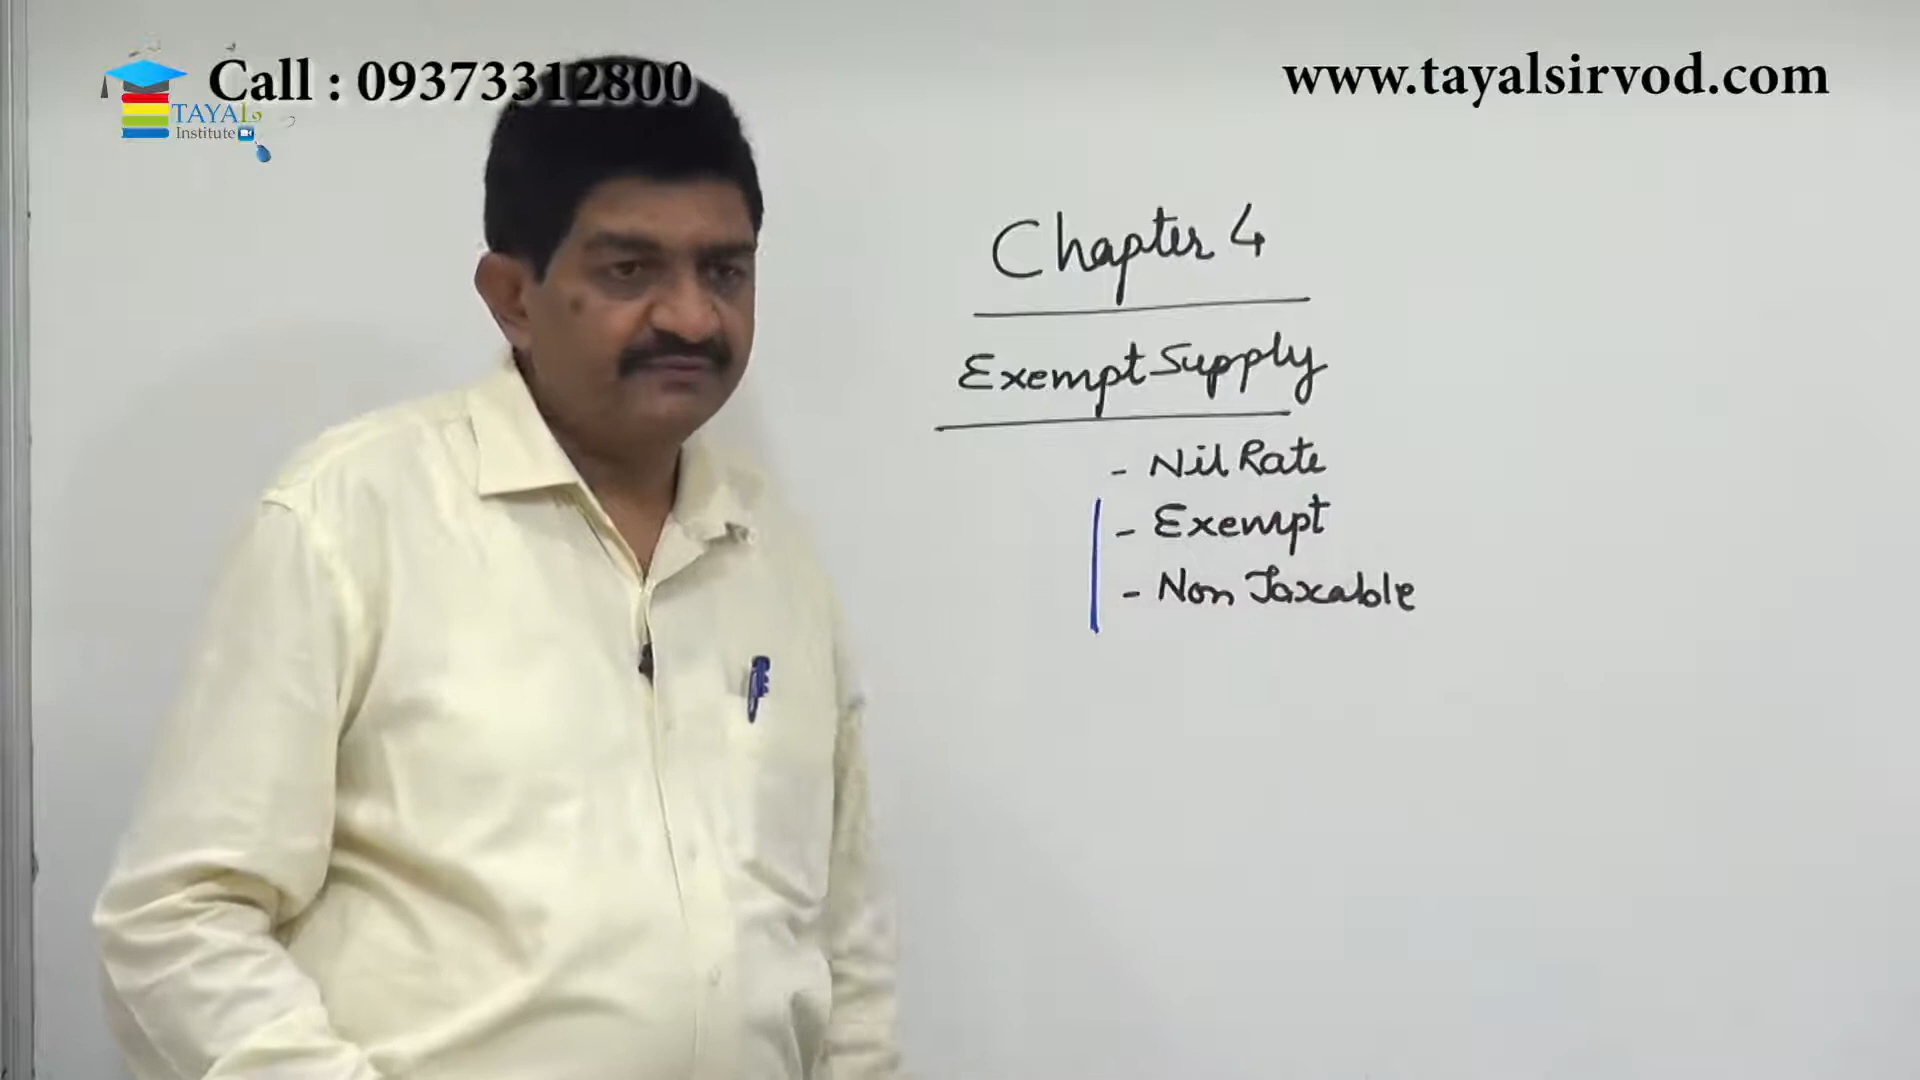 Call : 09373312800
www.tayalsirvod.com
TAYAL
Institute
Chapter 4
Exempt Supply
- Nil Rate
- Exempt
- Non Taxable